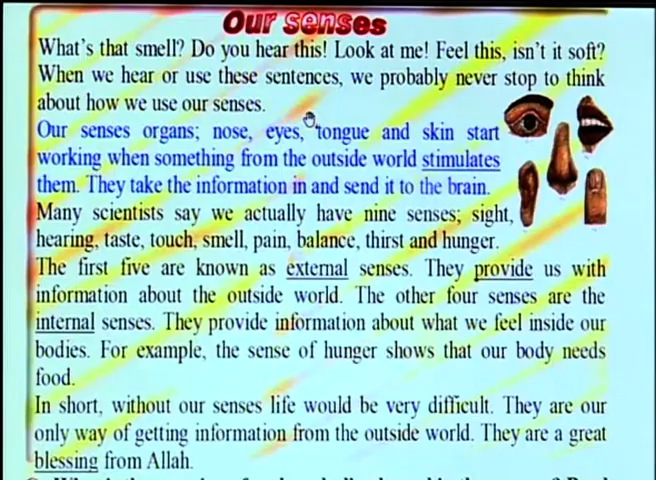 Our senses
What's that smell? Do you hear this! Look at me! Feel this, isn't it soft?
When we hear or use these sentences, we probably never stop to think
about how we use our senses.
Our senses organs; nose, eyes, tongue and skin start
working when something from the outside world stimulates
them. They take the information in and send it to the brain.
Many scientists say we actually have nine senses; sight,
hearing, taste, touch, smell, pain, balance, thirst and hunger.
The first five are known as external senses. They provide us with
information about the outside world. The other four senses are the
internal senses. They provide information about what we feel inside our
bodies. For example, the sense of hunger shows that our body needs
food.
In short, without our senses life would be very difficult. They are our
only way of getting information from the outside world. They are a great
blessing from Allah.